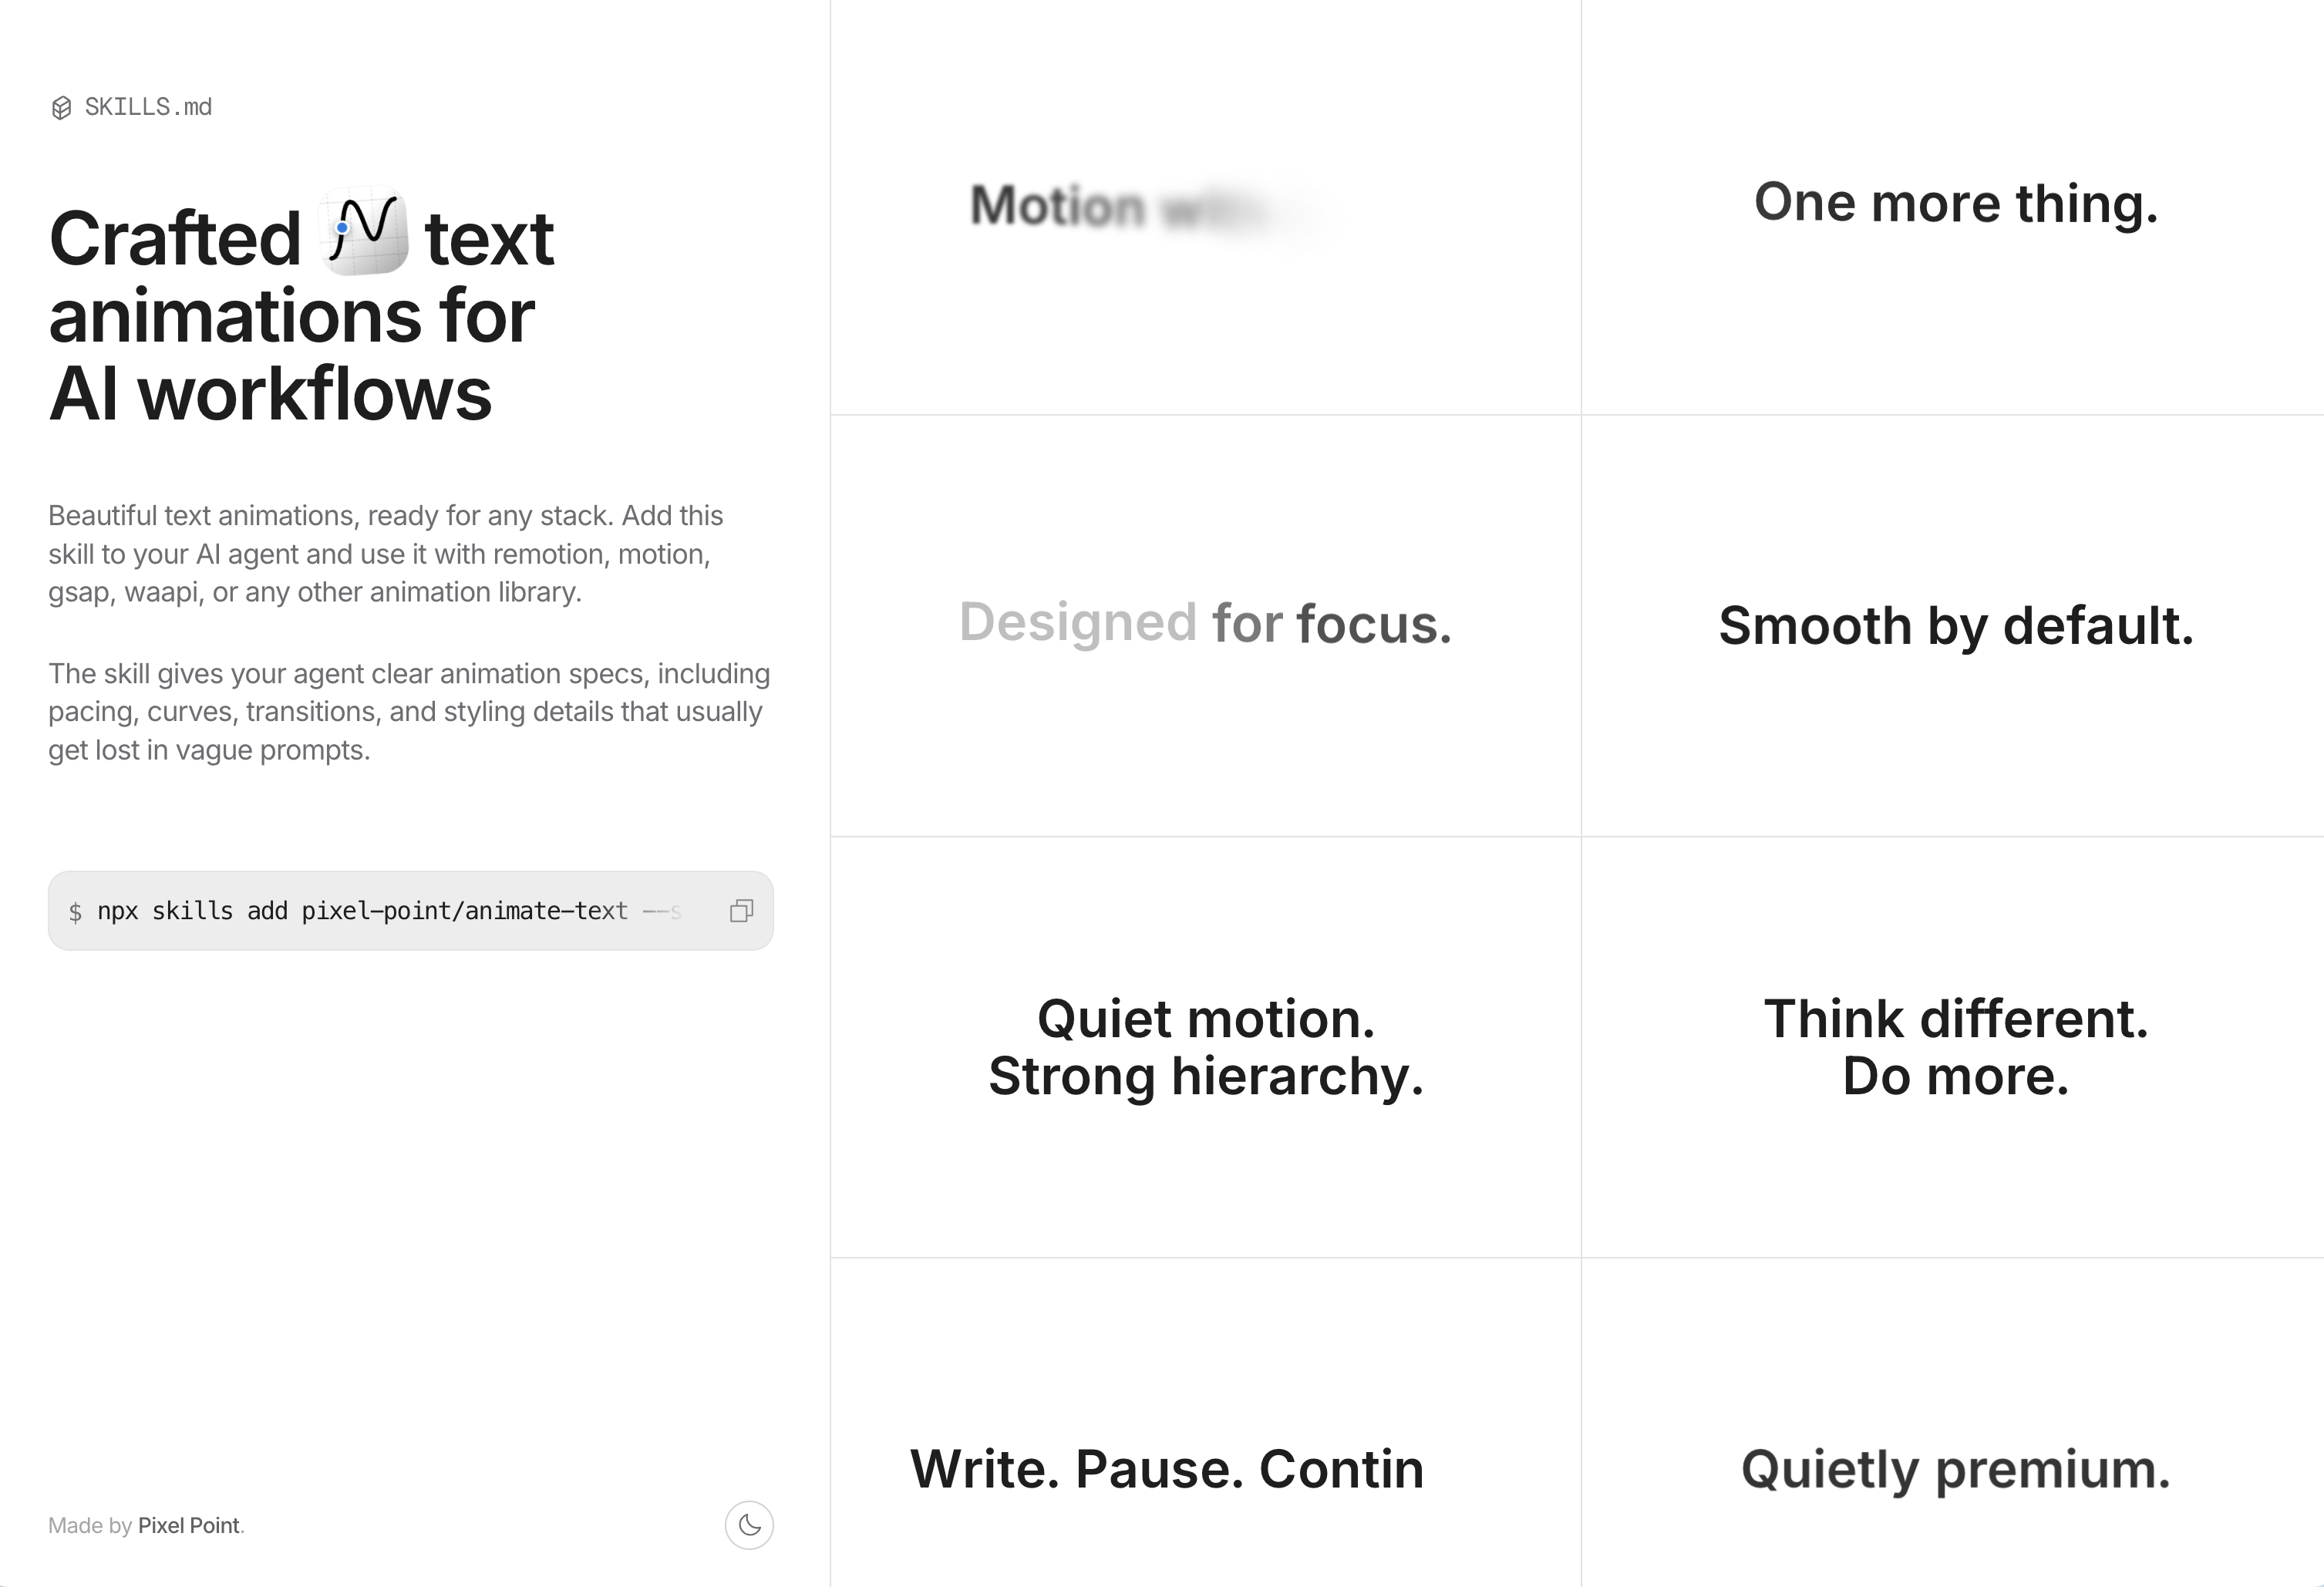 SKILLS.md
Crafted text
animations for
AI workflows
Beautiful text animations, ready for any stack. Add this
skill to your AI agent and use it with remotion, motion,
gsap, waapi, or any other animation library.
The skill gives your agent clear animation specs, including
pacing, curves, transitions, and styling details that usually
get lost in vague prompts.
$ npx skills add pixel-point/animate-text --s
Made by Pixel Point.
Motion with
One more thing.
Designed for focus.
Smooth by default.
Quiet motion.
Strong hierarchy.
Think different.
Do more.
Write. Pause. Contin
Quietly premium.